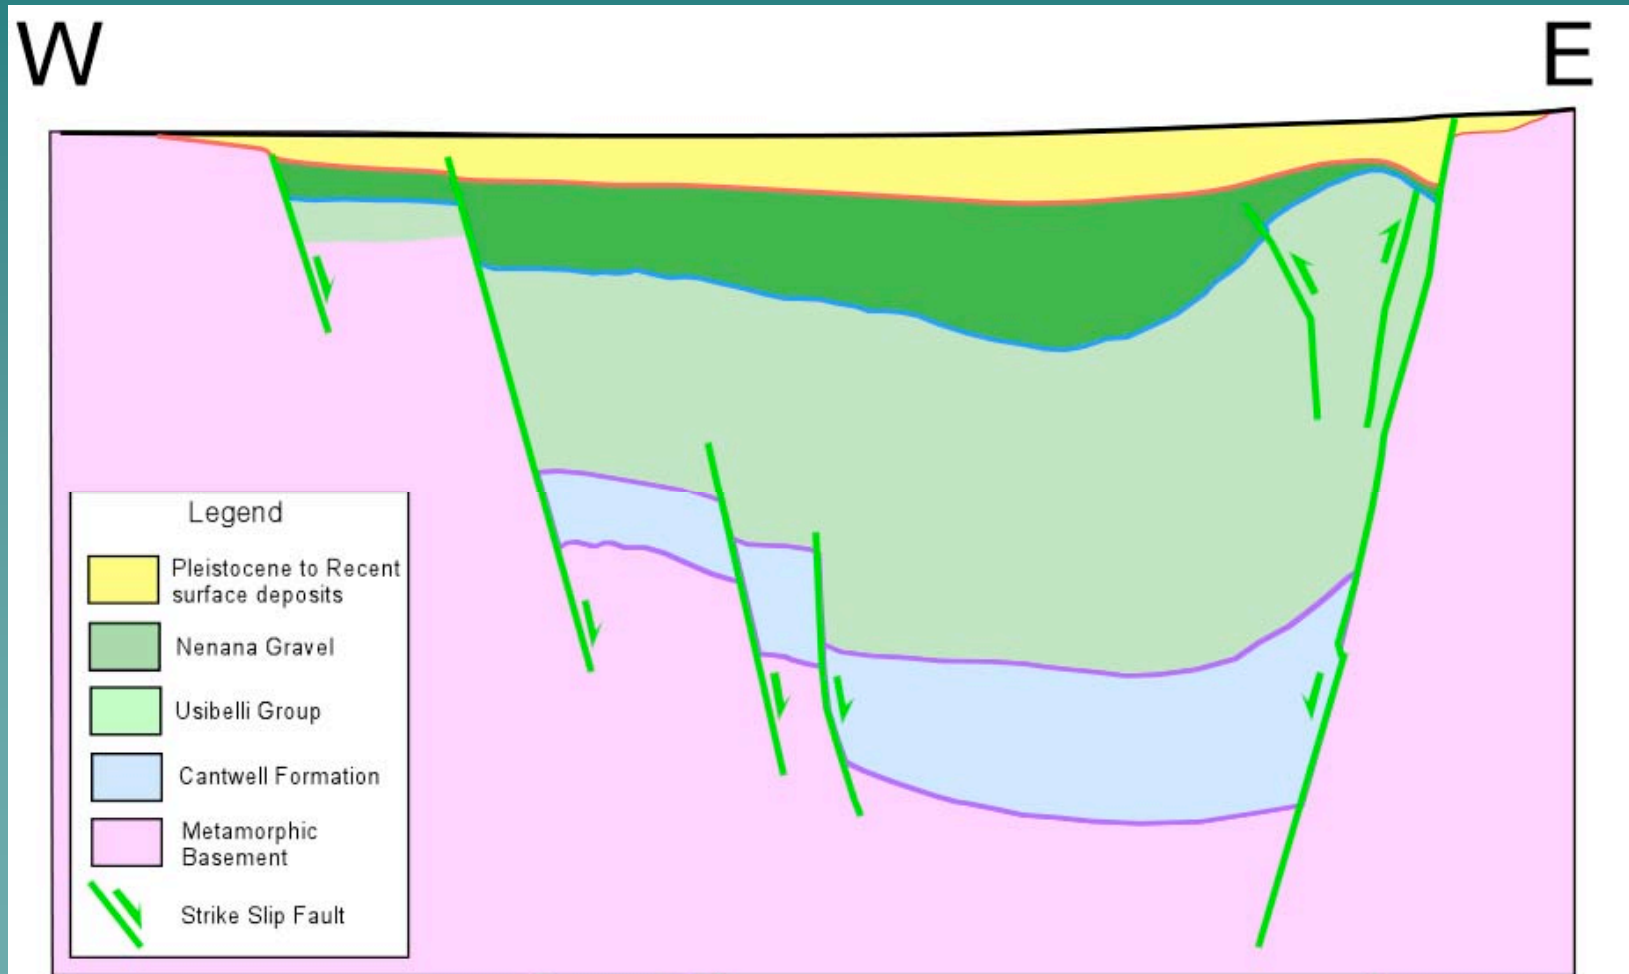 W
E
Legend
Pleistocene to Recent
surface deposits
Nenana Gravel
Usibelli Group
Cantwell Formation
Metamorphic
Basement
Strike Slip Fault